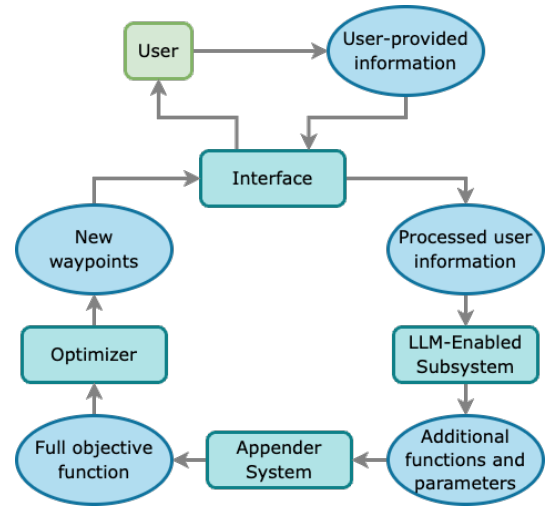 User
User-provided
information
Interface
New
waypoints
Processed user
information
Optimizer
LLM-Enabled
Subsystem
Full objective
function
Appender
System
Additional
functions and
parameters